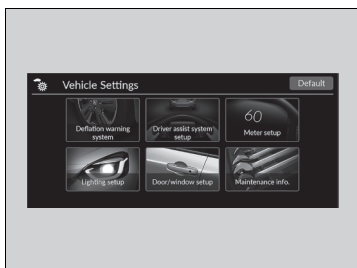 Vehicle Settings
Default
Deflation warning
system
Driver assist system
setup
60
Meter setup
Lighting setup
Door/window setup
Maintenance info.